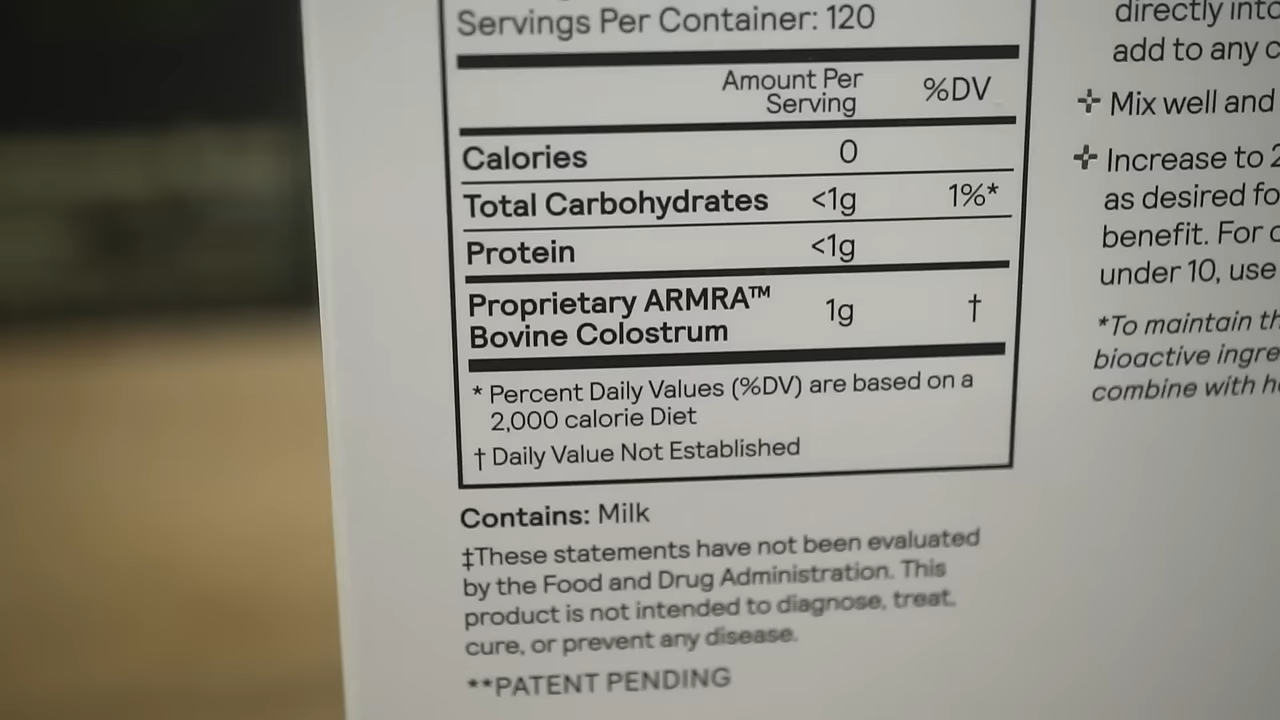 Servings Per Container: 120
Amount Per
Serving
%DV
Calories 0
Total Carbohydrates <1g 1%*
Protein <1g
Proprietary ARMRA™
Bovine Colostrum 1g †
* Percent Daily Values (%DV) are based on a
2,000 calorie Diet
† Daily Value Not Established
Contains: Milk
‡These statements have not been evaluated
by the Food and Drug Administration. This
product is not intended to diagnose, treat,
cure, or prevent any disease.
**PATENT PENDING
directly into
add to any
✢ Mix well and
✢ Increase to 2
as desired fo
benefit. For
under 10, use
*To maintain th
bioactive ingre
combine with